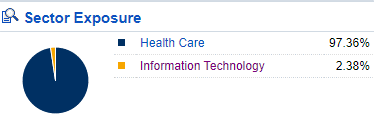 Sector Exposure
Health Care 97.36%
Information Technology 2.38%